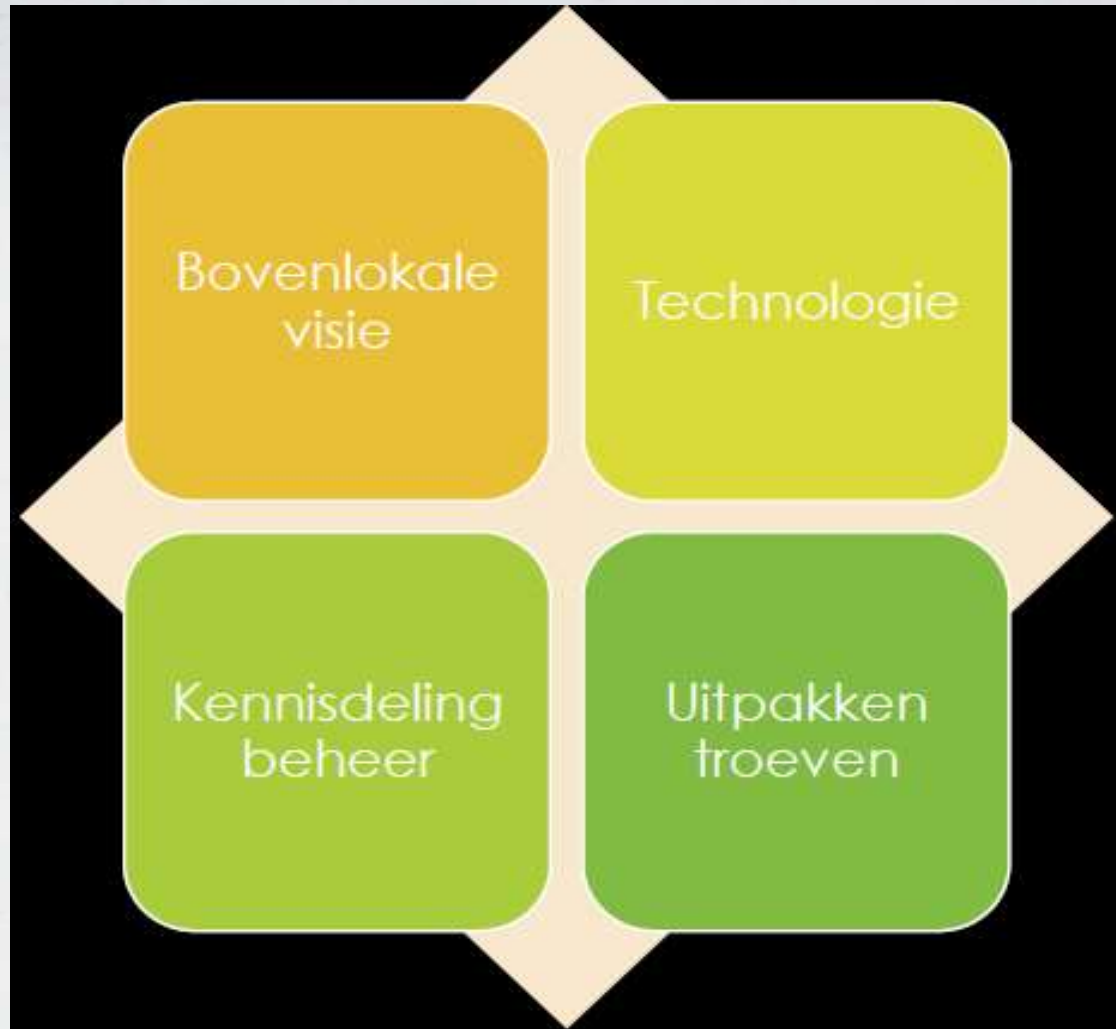 Bovenlokale
visie
Technologie
Kennisdeling
beheer
Uitpakken
troeven